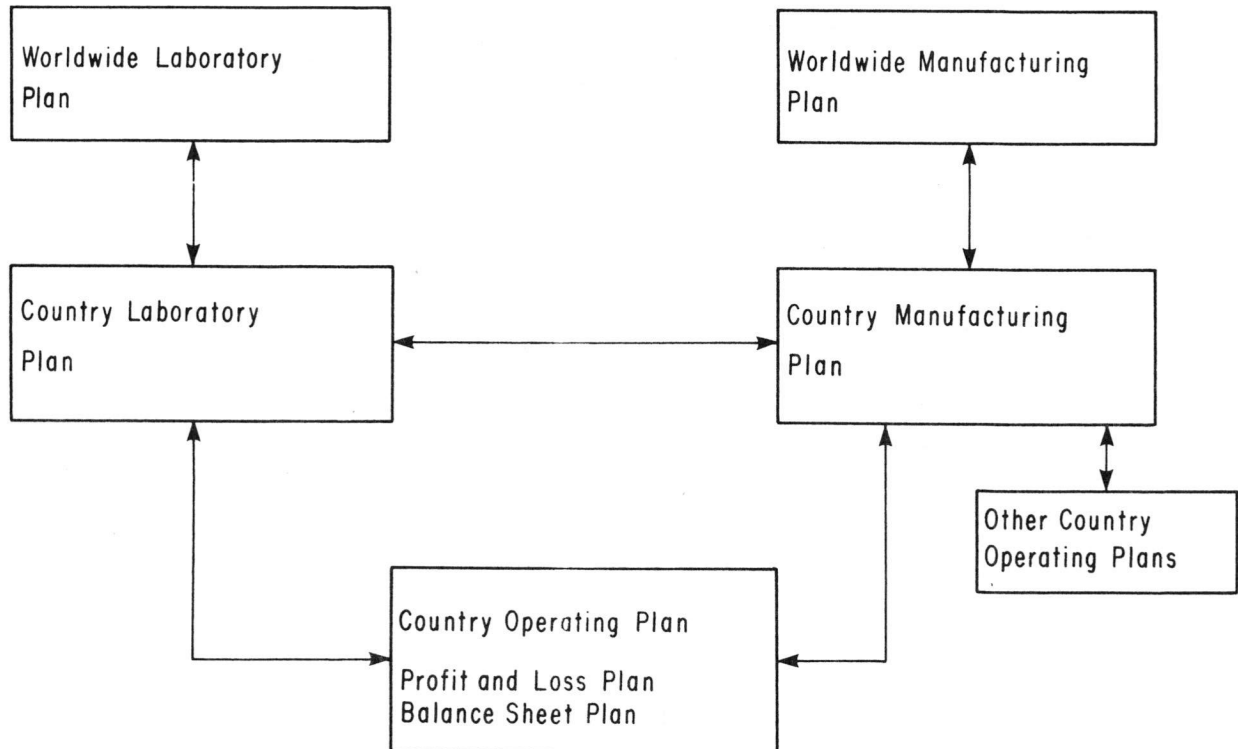 Worldwide Laboratory
Plan
Worldwide Manufacturing
Plan
Country Laboratory
Plan
Country Manufacturing
Plan
Other Country
Operating Plans
Country Operating Plan
Profit and Loss Plan
Balance Sheet Plan